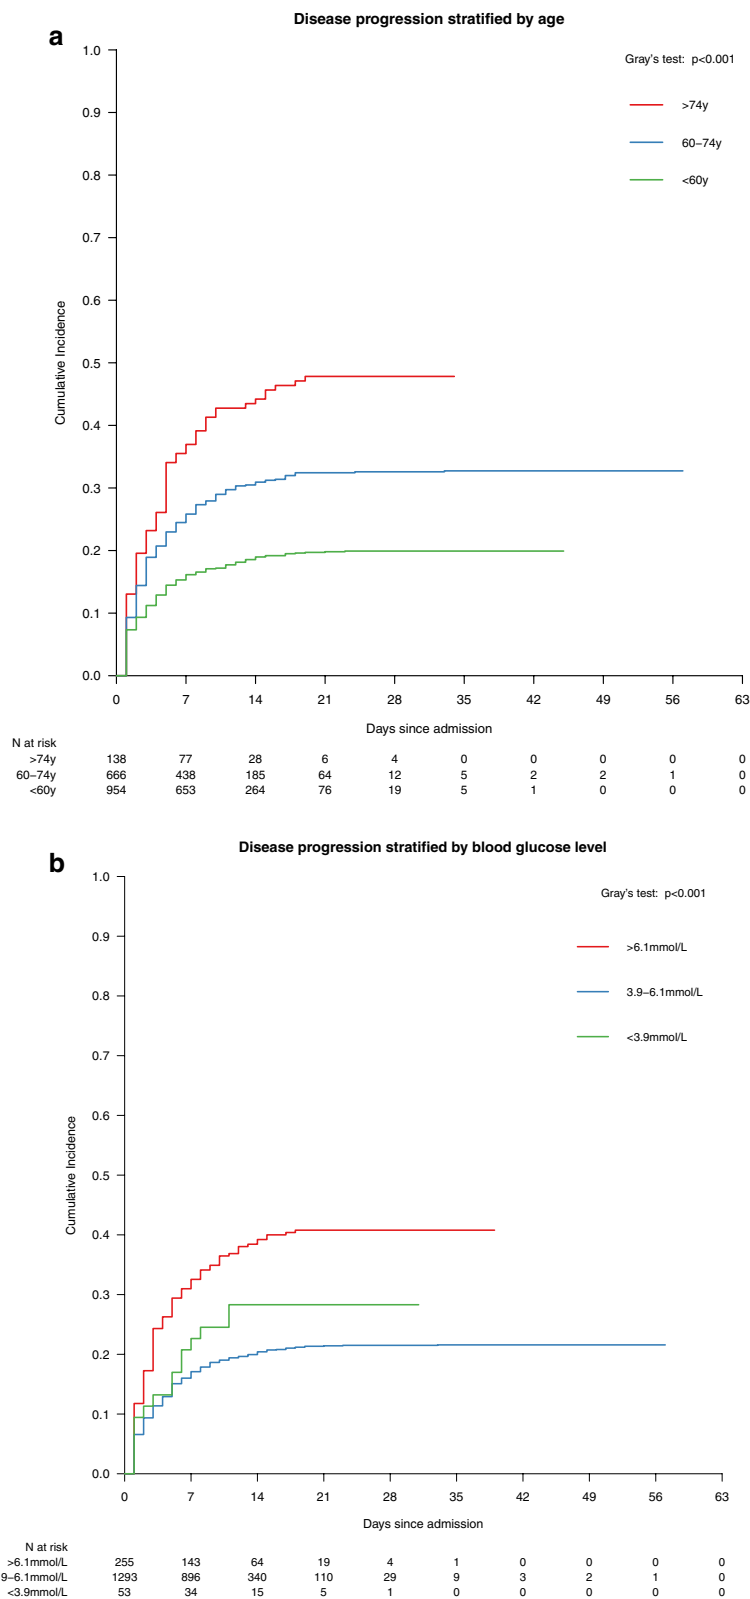 a
Disease progression stratified by age
Gray's test: p<0.001
>74y
60−74y
<60y
Cumulative Incidence
1.0
0.9
0.8
0.7
0.6
0.5
0.4
0.3
0.2
0.1
0.0
0 7 14 21 28 35 42 49 56 63
Days since admission
N at risk
>74y 138 77 28 6 4 0 0 0 0 0
60−74y 666 438 185 64 12 5 2 2 1 0
<60y 954 653 264 76 19 5 1 0 0 0
b
Disease progression stratified by blood glucose level
Gray's test: p<0.001
>6.1mmol/L
3.9−6.1mmol/L
<3.9mmol/L
Cumulative Incidence
1.0
0.9
0.8
0.7
0.6
0.5
0.4
0.3
0.2
0.1
0.0
0 7 14 21 28 35 42 49 56 63
Days since admission
N at risk
>6.1mmol/L 255 143 64 19 4 1 0 0 0 0
9−6.1mmol/L 1293 896 340 110 29 9 3 2 1 0
<3.9mmol/L 53 34 15 5 1 0 0 0 0 0